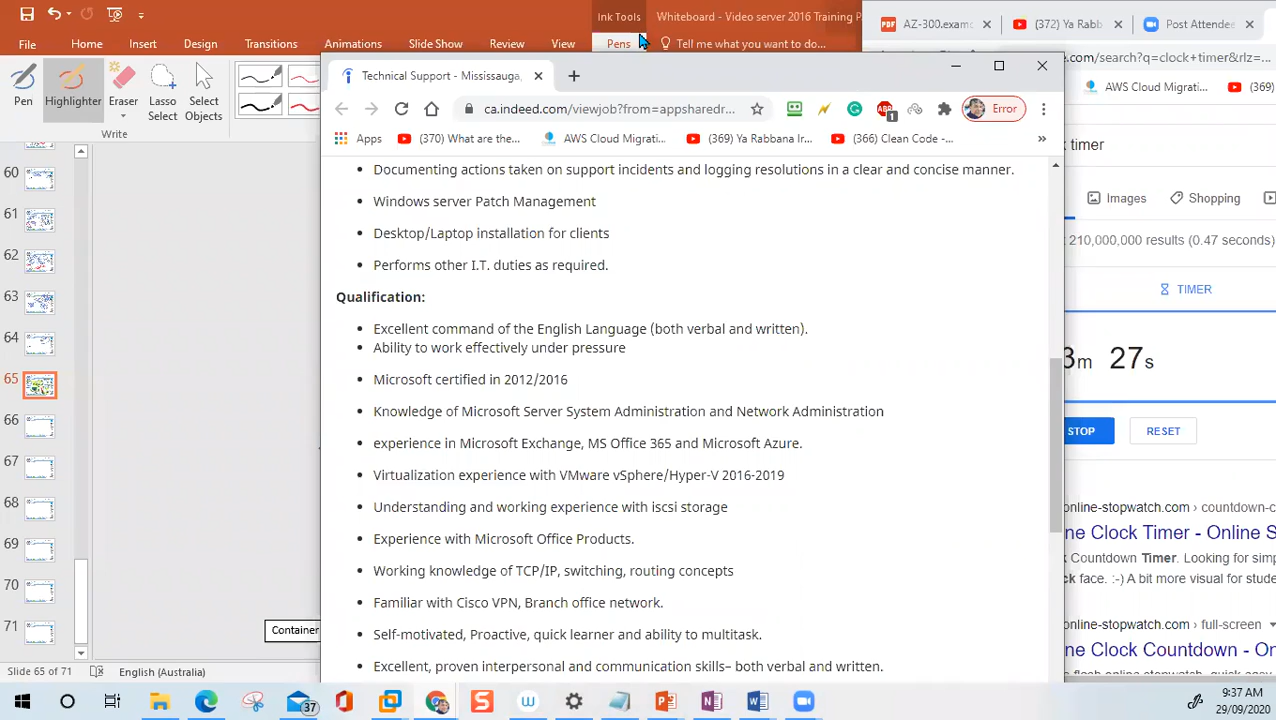 Ink Tools
Whiteboard - Video server 2016 Training P
AZ-300.examc
(372) Ya Rabb
Post Attende
File
Home
Transitions
Animations
Slide Show
Review
View
Pens
Tell me what you want to do...
Technical Support - Mississauga,
.com/search?q=clock+timer&rlz=
Pen
Highlighter
Eraser
Lasso Select
Select Objects
Write
ca.indeed.com/viewjob?from=appsharedr...
ABP
1
Error
AWS Cloud Migrati
(369)
Apps
(370) What are the...
AWS Cloud Migrati...
(369) Ya Rabbana Ir...
(366) Clean Code -...
»
timer
Documenting actions taken on support incidents and logging resolutions in a clear and concise manner.
Windows server Patch Management
Desktop/Laptop installation for clients
Performs other I.T. duties as required.
Qualification:
Excellent command of the English Language (both verbal and written).
Ability to work effectively under pressure
Microsoft certified in 2012/2016
Knowledge of Microsoft Server System Administration and Network Administration
experience in Microsoft Exchange, MS Office 365 and Microsoft Azure.
Virtualization experience with VMware vSphere/Hyper-V 2016-2019
Understanding and working experience with iscsi storage
Experience with Microsoft Office Products.
Working knowledge of TCP/IP, switching, routing concepts
Familiar with Cisco VPN, Branch office network.
Self-motivated, Proactive, quick learner and ability to multitask.
Excellent, proven interpersonal and communication skills– both verbal and written.
Images
Shopping
210,000,000 results (0.47 seconds)
TIMER
3m 27s
STOP
RESET
online-stopwatch.com › countdown-c
ne Clock Timer - Online S
Countdown Timer. Looking for simp
k face. :-) A bit more visual for stude
online-stopwatch.com › full-screen
ne Clock Countdown - On
60
61
62
63
64
65
66
67
68
69
70
71
Container
Slide 65 of 71
English (Australia)
37
9:37 AM
29/09/2020